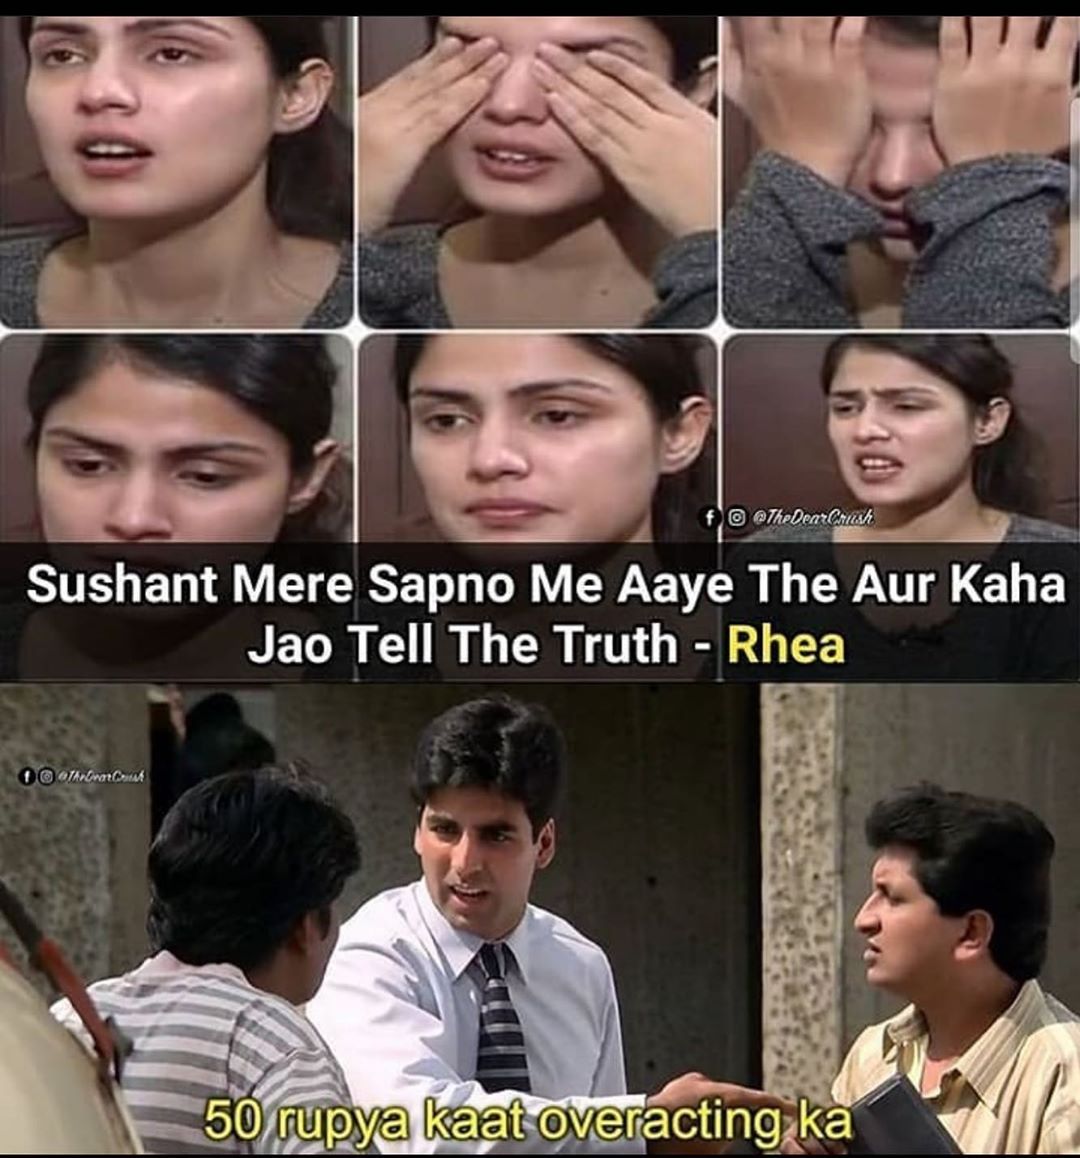 @TheDearCrush
Sushant Mere Sapno Me Aaye The Aur Kaha
Jao Tell The Truth - Rhea
@TheDearCrush
50 rupya kaat overacting ka